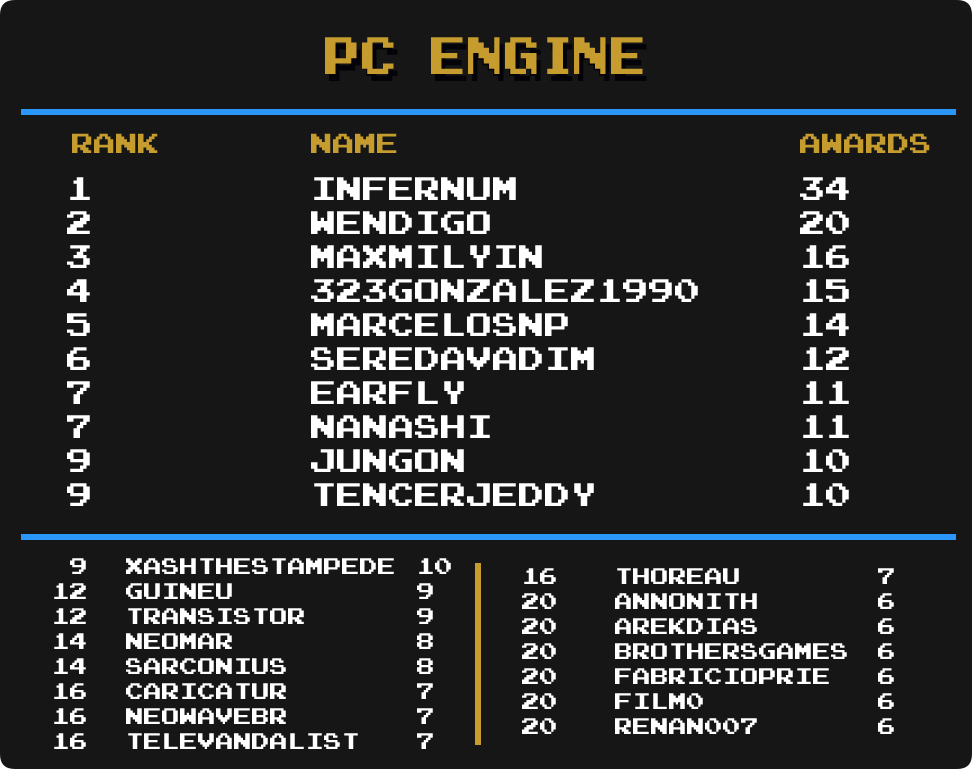 PC ENGINE
RANK NAME AWARDS
1 INFERNUM 34
2 WENDIGO 20
3 MAXMILYIN 16
4 323GONZALEZ1990 15
5 MARCELOSNP 14
6 SEREDAVADIM 12
7 EARFLY 11
7 NANASHI 11
9 JUNGON 10
9 TENCERJEDDY 10
9 XASHTHESTAMPEDE 10
12 GUINEU 9
12 TRANSISTOR 9
14 NEOMAR 8
14 SARCONIUS 8
16 CARICATUR 7
16 NEOWAVEBR 7
16 TELEVANDALIST 7
16 THOREAU 7
20 ANNONITH 6
20 AREKDIAS 6
20 BROTHERSGAMES 6
20 FABRICIOPRIE 6
20 FILM0 6
20 RENAN007 6